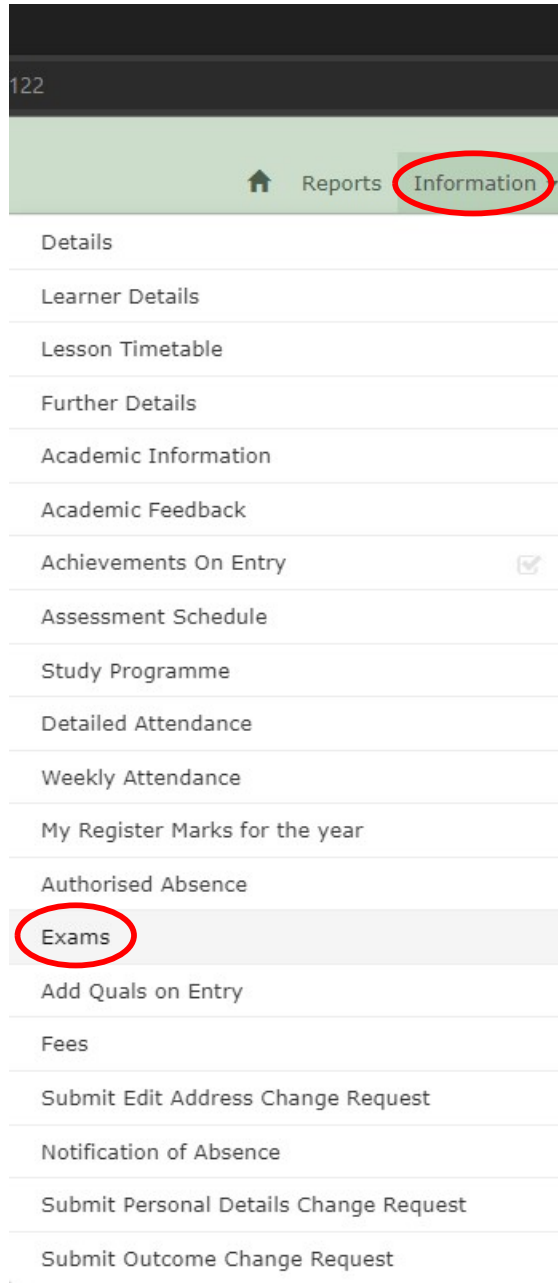 122
Reports Information
Details
Learner Details
Lesson Timetable
Further Details
Academic Information
Academic Feedback
Achievements On Entry
Assessment Schedule
Study Programme
Detailed Attendance
Weekly Attendance
My Register Marks for the year
Authorised Absence
Exams
Add Quals on Entry
Fees
Submit Edit Address Change Request
Notification of Absence
Submit Personal Details Change Request
Submit Outcome Change Request